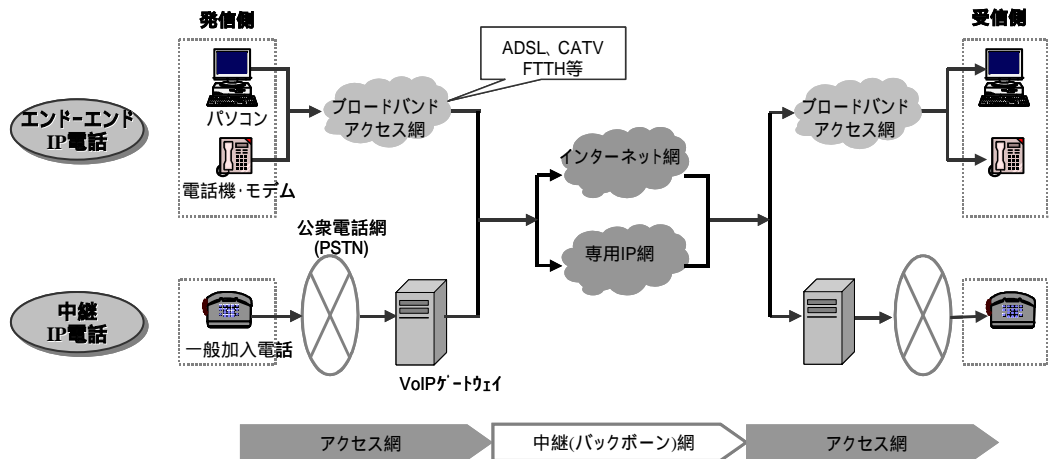 発信側
受信側
ADSL、CATV
FTTH等
エンド-エンド
IP電話
パソコン
ブロードバンド
アクセス網
ブロードバンド
アクセス網
電話機･モデム
インターネット網
公衆電話網
(PSTN)
専用IP網
中継
IP電話
一般加入電話
VoIPｹﾞｰﾄｳｪｲ
アクセス網
中継(バックボーン)網
アクセス網